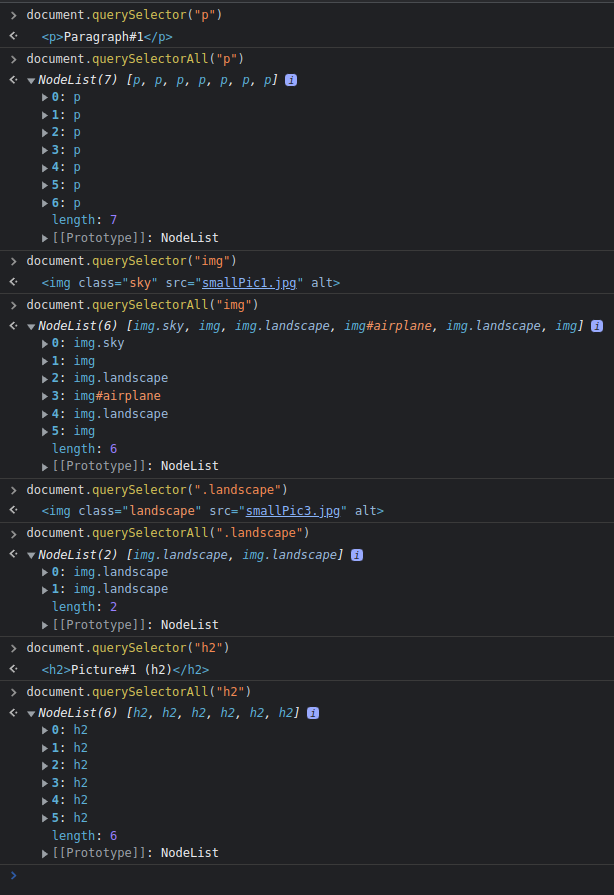 document.querySelector("p")
<p>Paragraph#1</p>
document.querySelectorAll("p")
NodeList(7) [p, p, p, p, p, p, p] i
0: p
1: p
2: p
3: p
4: p
5: p
6: p
length: 7
[[Prototype]]: NodeList
document.querySelector("img")
<img class="sky" src="smallPic1.jpg" alt>
document.querySelectorAll("img")
NodeList(6) [img.sky, img, img.landscape, img#airplane, img.landscape, img] i
0: img.sky
1: img
2: img.landscape
3: img#airplane
4: img.landscape
5: img
length: 6
[[Prototype]]: NodeList
document.querySelector(".landscape")
<img class="landscape" src="smallPic3.jpg" alt>
document.querySelectorAll(".landscape")
NodeList(2) [img.landscape, img.landscape] i
0: img.landscape
1: img.landscape
length: 2
[[Prototype]]: NodeList
document.querySelector("h2")
<h2>Picture#1 (h2)</h2>
document.querySelectorAll("h2")
NodeList(6) [h2, h2, h2, h2, h2, h2] i
0: h2
1: h2
2: h2
3: h2
4: h2
5: h2
length: 6
[[Prototype]]: NodeList